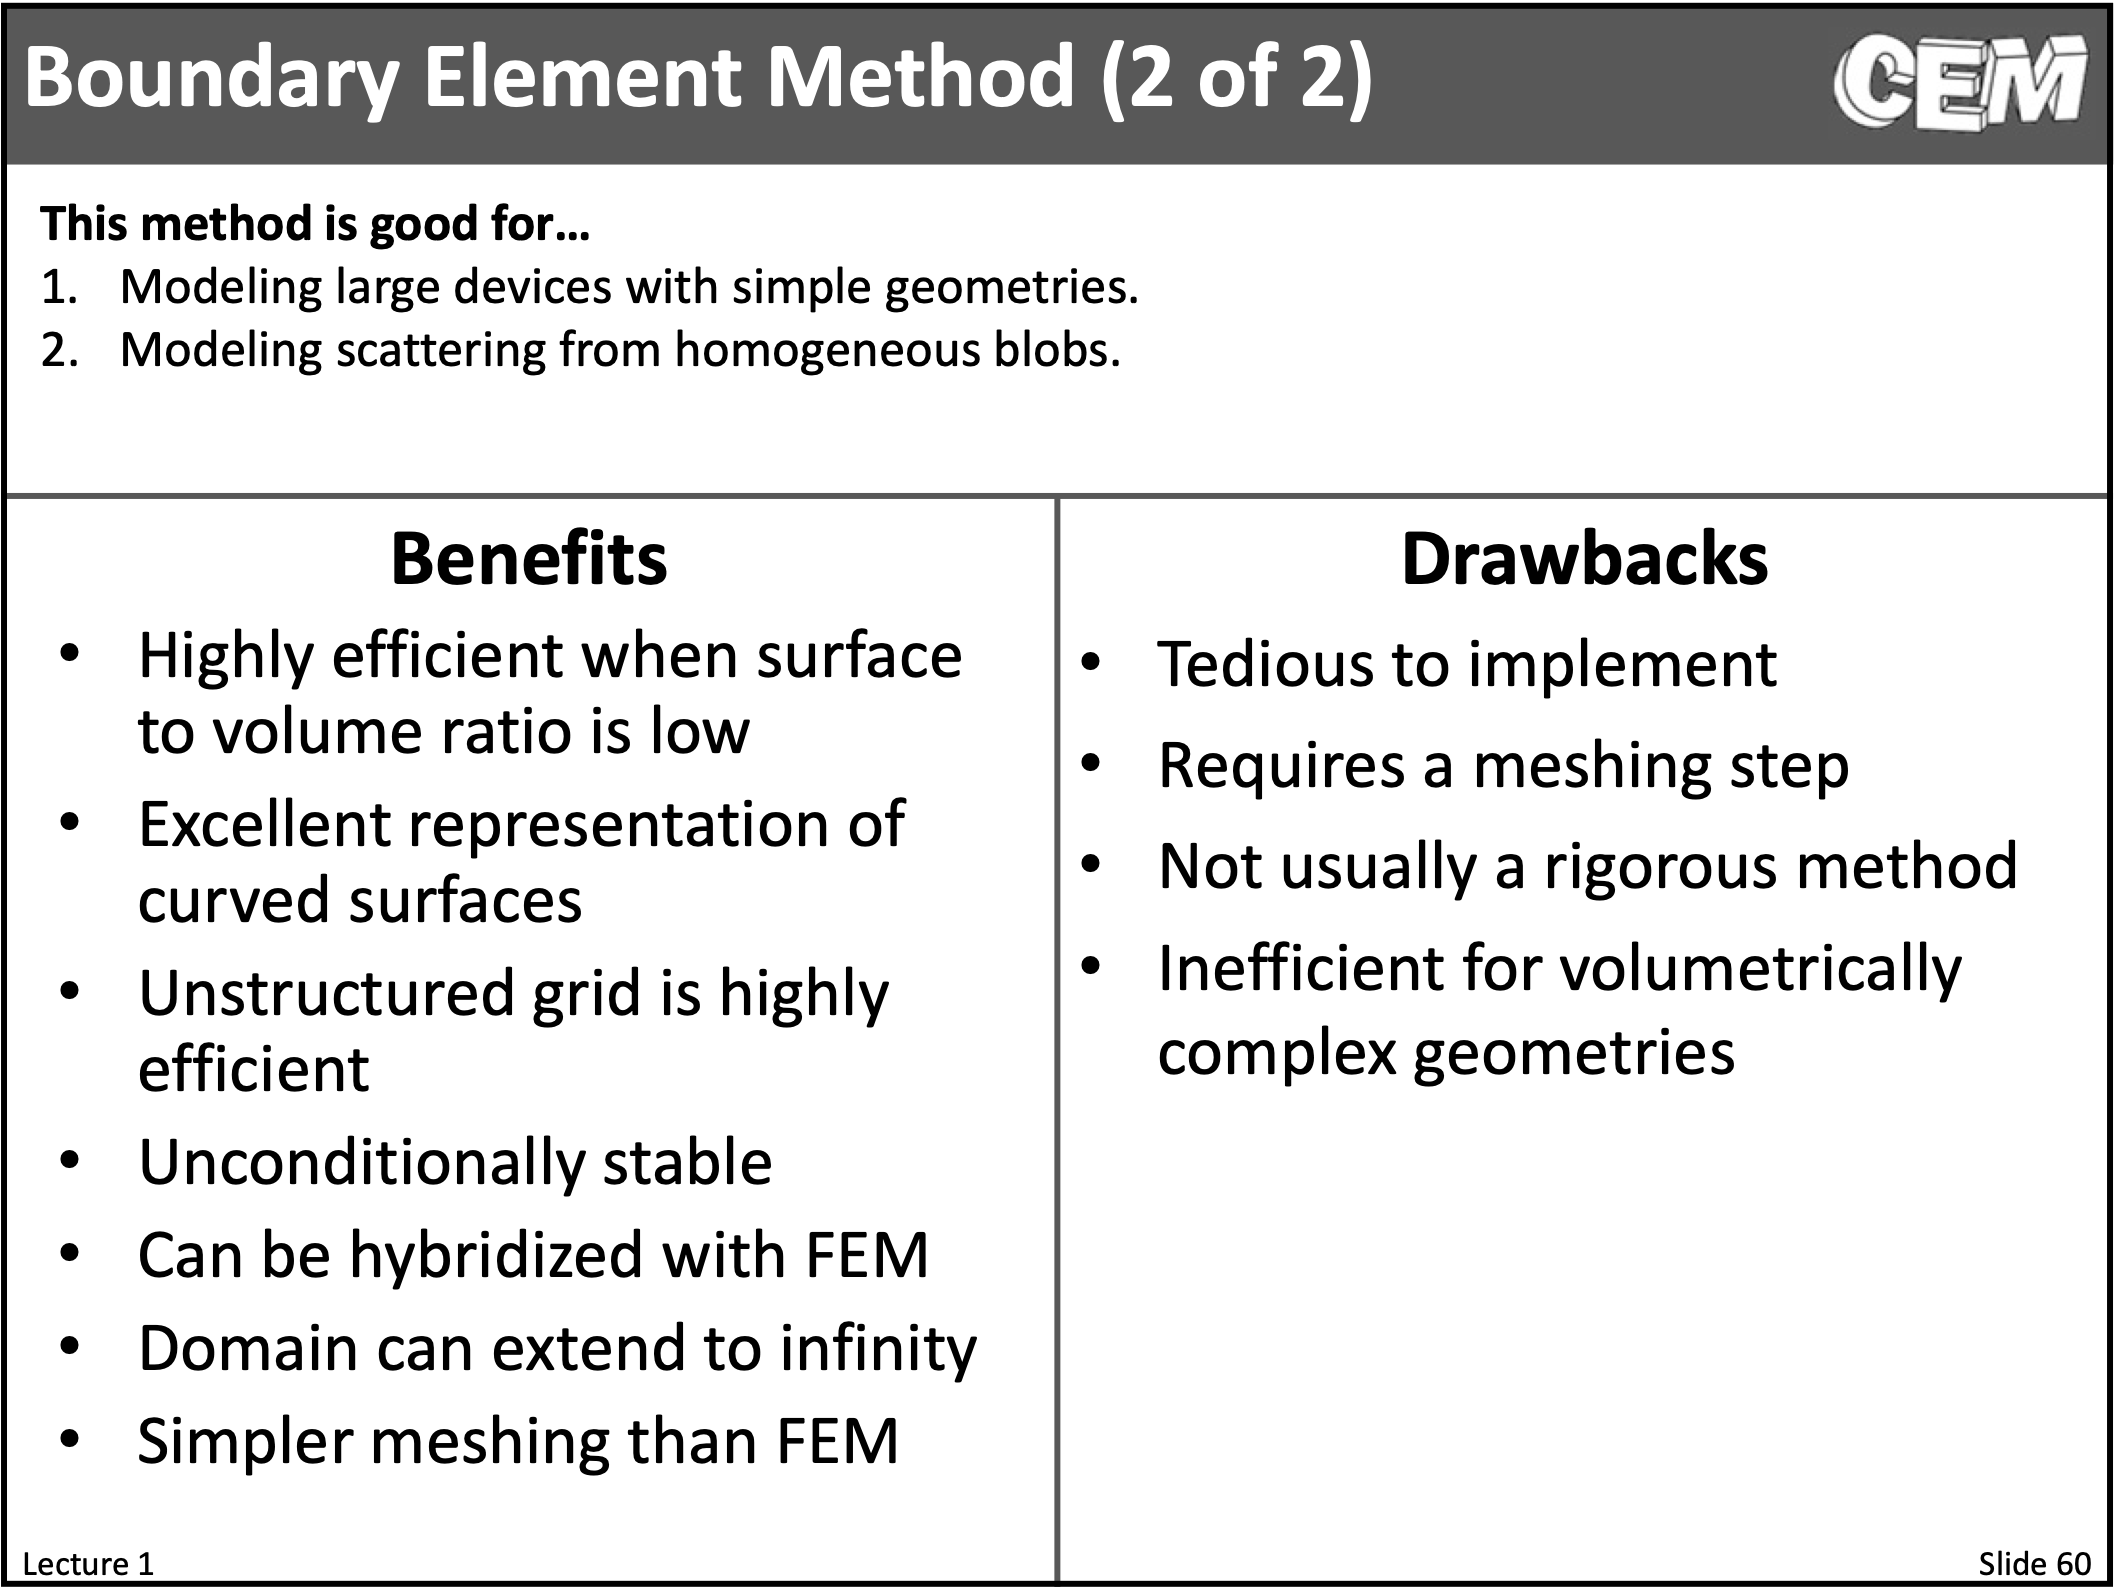 Boundary Element Method (2 of 2)
CEM
This method is good for…
1. Modeling large devices with simple geometries.
2. Modeling scattering from homogeneous blobs.
Benefits
• Highly efficient when surface
to volume ratio is low
• Excellent representation of
curved surfaces
• Unstructured grid is highly
efficient
• Unconditionally stable
• Can be hybridized with FEM
• Domain can extend to infinity
• Simpler meshing than FEM
Drawbacks
• Tedious to implement
• Requires a meshing step
• Not usually a rigorous method
• Inefficient for volumetrically
complex geometries
Lecture 1
Slide 60